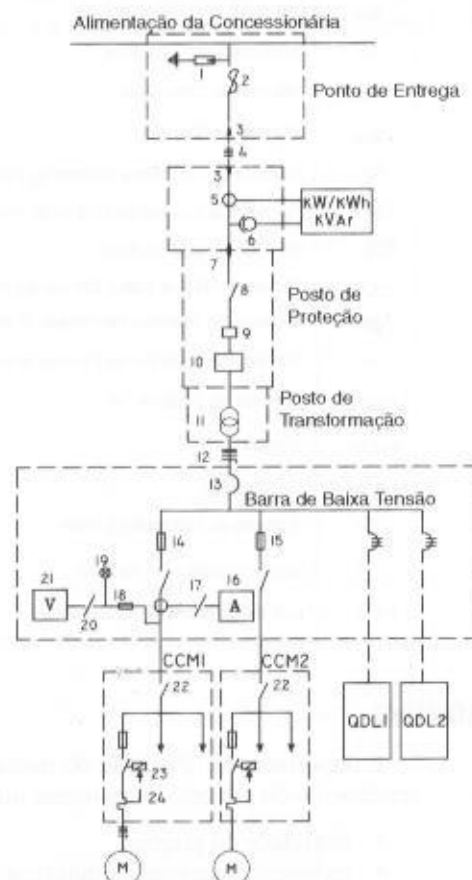 Alimentação da Concessionária
1
2
Ponto de Entrega
3
4
3
5
KW/KWh
KVAr
6
7
8
Posto de
Proteção
9
10
Posto de
Transformação
11
12
13
Barra de Baixa Tensão
14
15
19
21
17
16
18
V
A
20
CCM1
CCM2
22
22
QDL1
QDL2
23
24
M
M